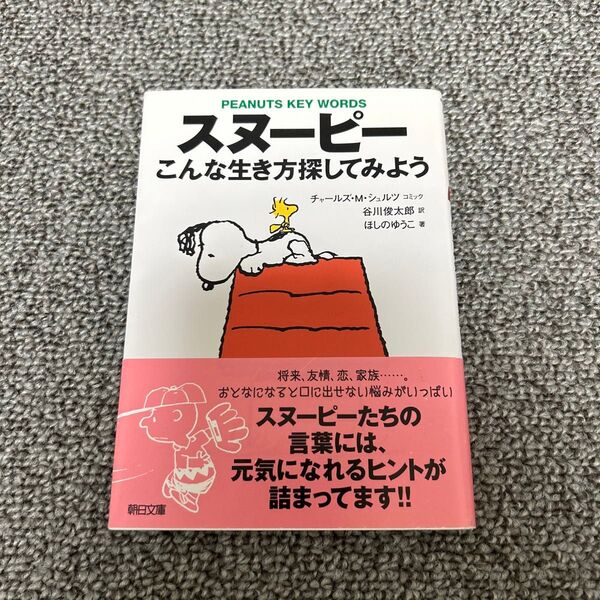 PEANUTS KEY WORDS
スヌーピー
こんな生き方探してみよう
チャールズ・M・シュルツ コミック
谷川俊太郎 訳
ほしのゆうこ 著
将来、友情、恋、家族……。
おとなになると口に出せない悩みがいっぱい
スヌーピーたちの
言葉には、
元気になれるヒントが
詰まってます!!
朝日文庫